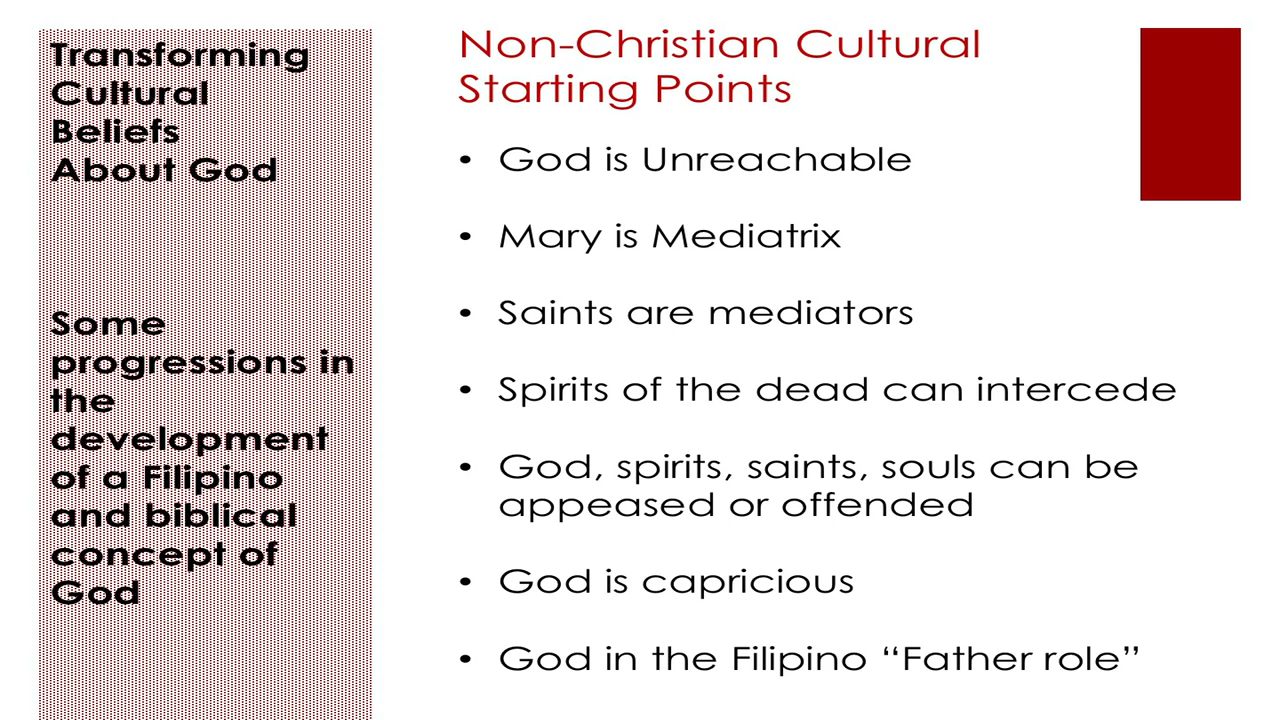 Transforming
Cultural
Beliefs
About God
Some
progressions in
the
development
of a Filipino
and biblical
concept of
God
Non-Christian Cultural
Starting Points
• God is Unreachable
• Mary is Mediatrix
• Saints are mediators
• Spirits of the dead can intercede
• God, spirits, saints, souls can be
appeased or offended
• God is capricious
• God in the Filipino “Father role”